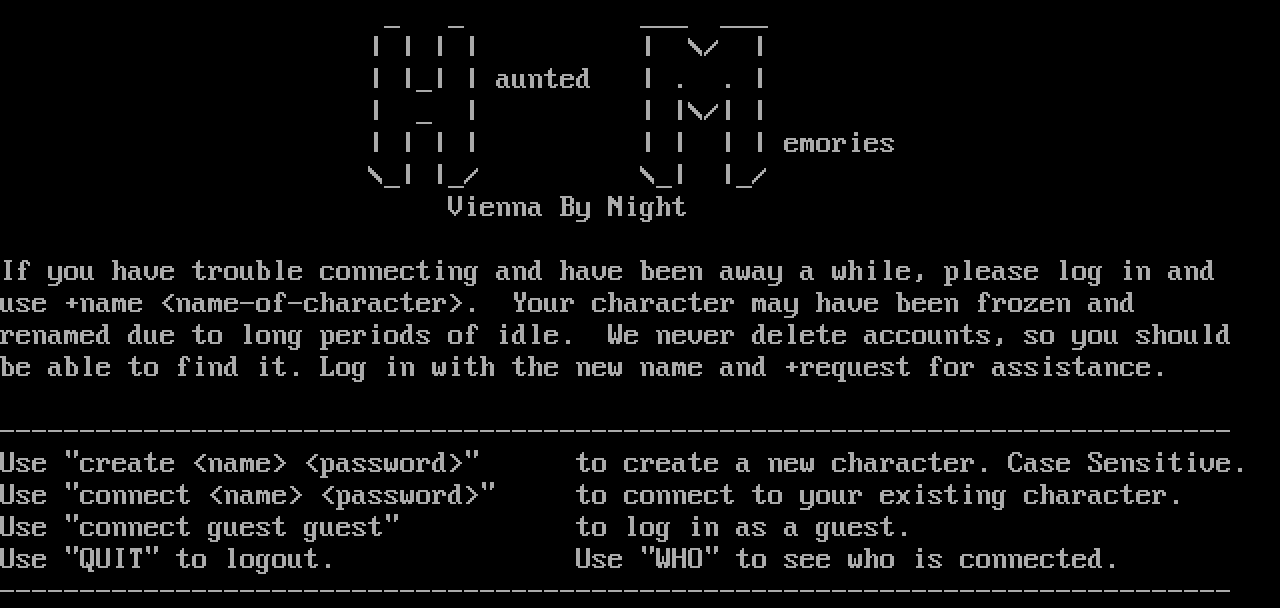 Haunted Memories
Vienna By Night
If you have trouble connecting and have been away a while, please log in and
use +name <name-of-character>.  Your character may have been frozen and
renamed due to long periods of idle.  We never delete accounts, so you should
be able to find it. Log in with the new name and +request for assistance.
Use "create <name> <password>"      to create a new character. Case Sensitive.
Use "connect <name> <password>"     to connect to your existing character.
Use "connect guest guest"           to log in as a guest.
Use "QUIT" to logout.               Use "WHO" to see who is connected.